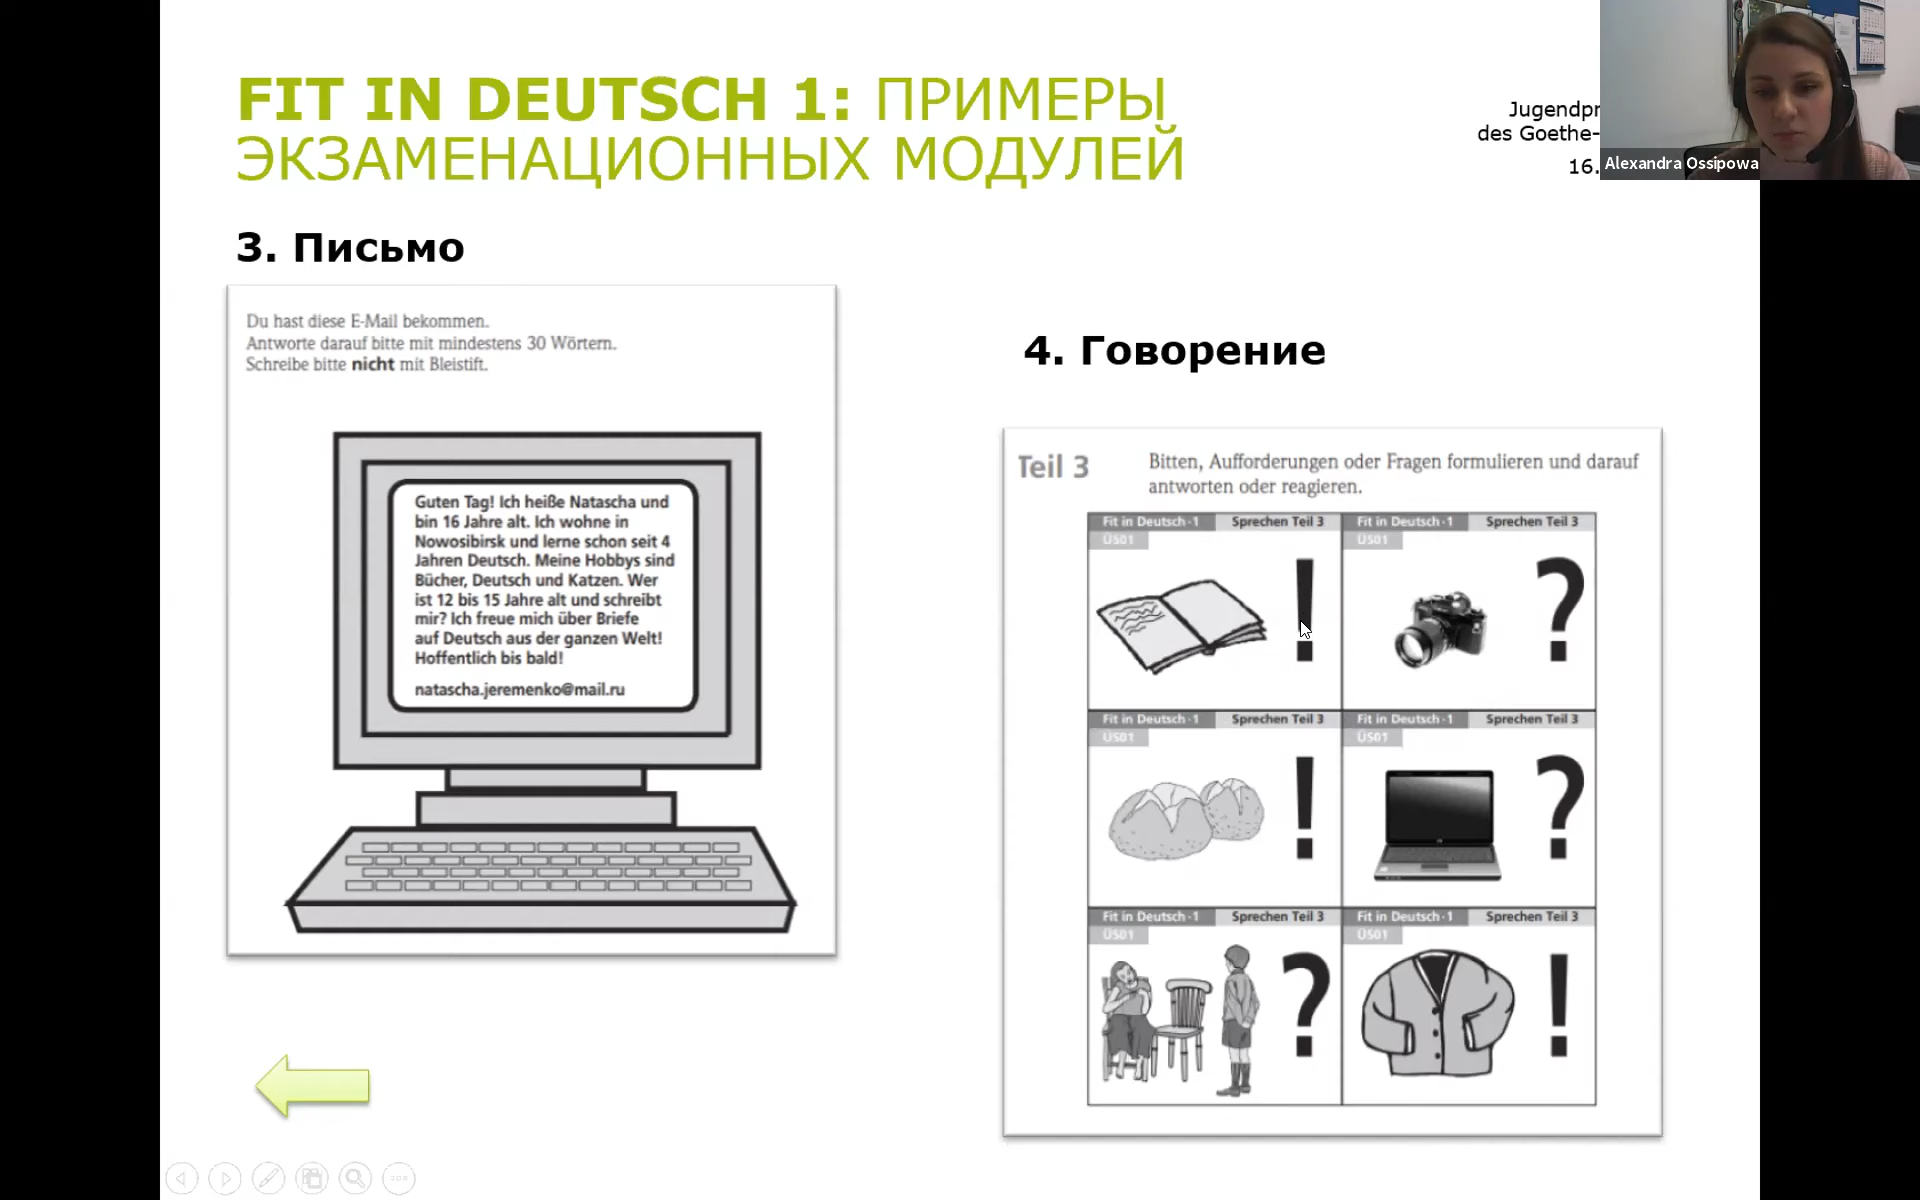 FIT IN DEUTSCH 1: ПРИМЕРЫ
ЭКЗАМЕНАЦИОННЫХ МОДУЛЕЙ
des Goethe-
16.
Alexandra Ossipowa
3. Письмо
Du hast diese E-Mail bekommen.
Antworte darauf bitte mit mindestens 30 Wörtern.
Schreibe bitte nicht mit Bleistift.
Guten Tag! Ich heiße Natascha und
bin 16 Jahre alt. Ich wohne in
Nowosibirsk und lerne schon seit 4
Jahren Deutsch. Meine Hobbys sind
Bücher, Deutsch und Katzen. Wer
ist 12 bis 15 Jahre alt und schreibt
mir? Ich freue mich über Briefe
auf Deutsch aus der ganzen Welt!
Hoffentlich bis bald!
natascha.jeremenko@mail.ru
4. Говорение
Teil 3
Bitten, Aufforderungen oder Fragen formulieren und darauf
antworten oder reagieren.
Fit in Deutsch·1 Sprechen Teil 3
ÜS01
!
Fit in Deutsch·1 Sprechen Teil 3
ÜS01
?
Fit in Deutsch·1 Sprechen Teil 3
ÜS01
!
Fit in Deutsch·1 Sprechen Teil 3
ÜS01
?
Fit in Deutsch·1 Sprechen Teil 3
ÜS01
?
Fit in Deutsch·1 Sprechen Teil 3
ÜS01
!